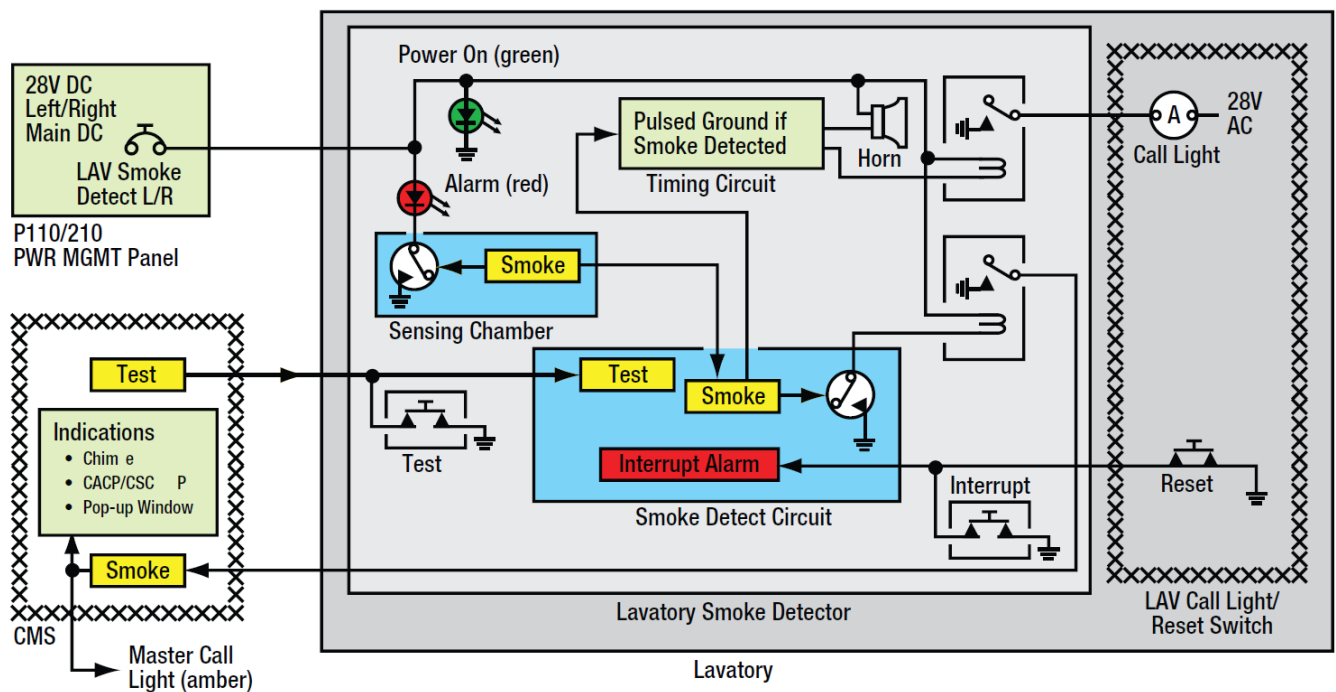 28V DC
Left/Right
Main DC
LAV Smoke
Detect L/R
P110/210
PWR MGMT Panel
Power On (green)
Alarm (red)
Smoke
Sensing Chamber
Pulsed Ground if
Smoke Detected
Timing Circuit
Horn
A
28V
AC
Call Light
Test
Indications
• Chim e
• CACP/CSC P
• Pop-up Window
Smoke
CMS
Master Call
Light (amber)
Test
Test
Smoke
Interrupt Alarm
Smoke Detect Circuit
Interrupt
Reset
Lavatory Smoke Detector
LAV Call Light/
Reset Switch
Lavatory